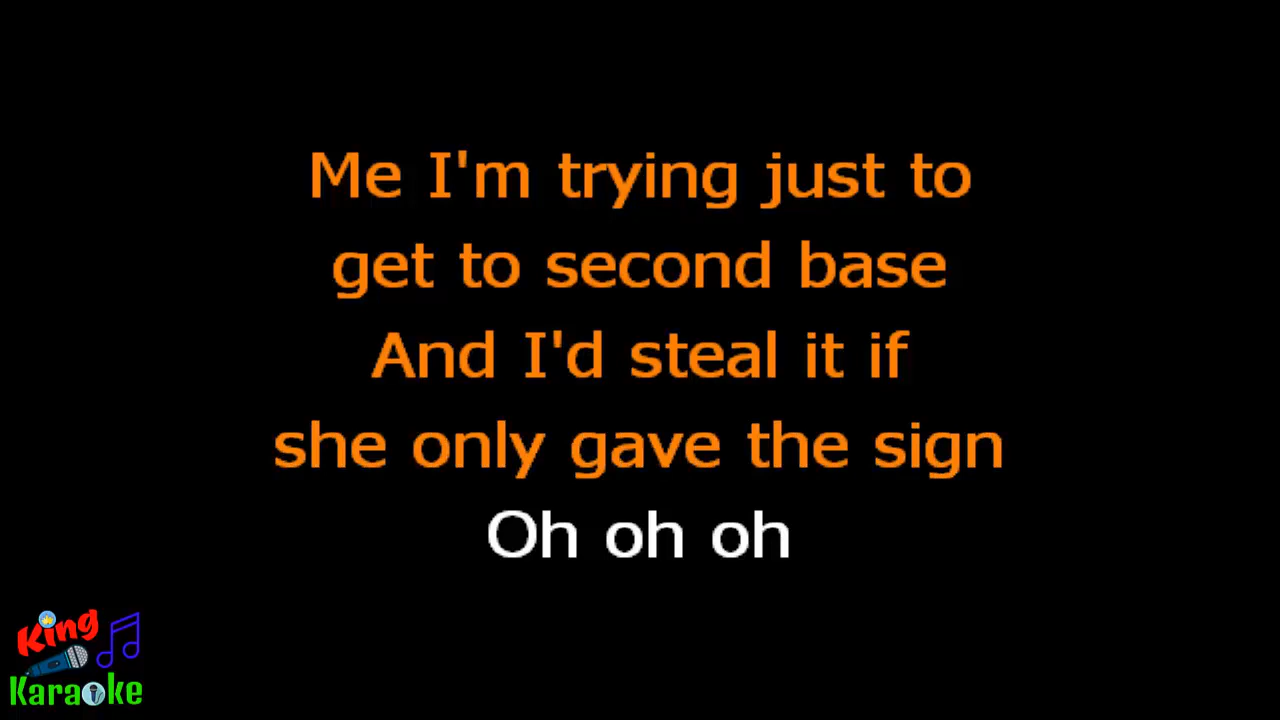 Me I'm trying just to
get to second base
And I'd steal it if
she only gave the sign
Oh oh oh
King
Karaoke